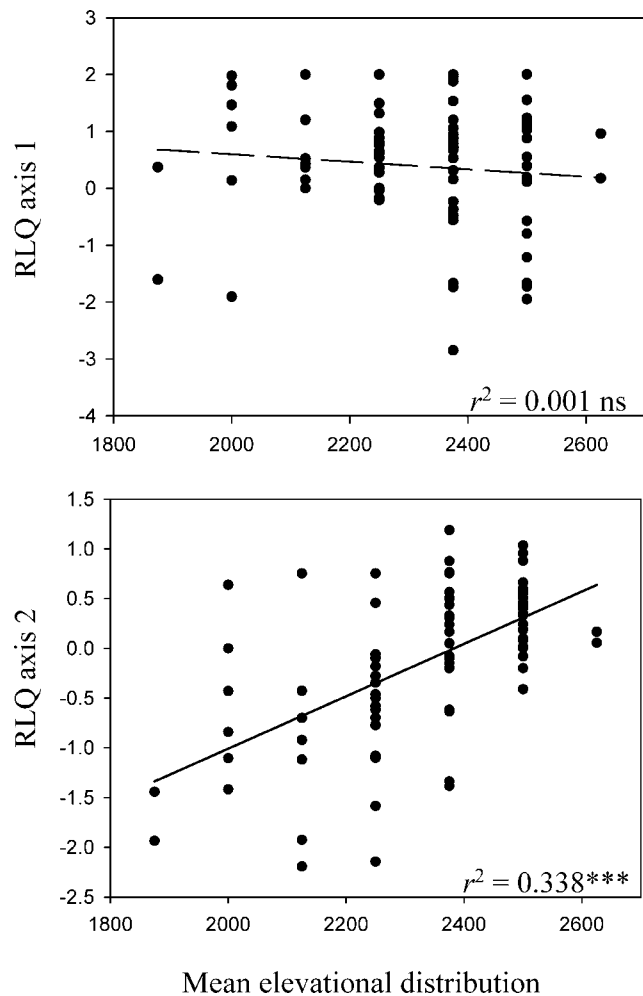 3
2
1
0
-1
-2
-3
-4
RLQ axis 1
r² = 0.001 ns
1800 2000 2200 2400 2600
1.5
1.0
0.5
0.0
-0.5
-1.0
-1.5
-2.0
-2.5
RLQ axis 2
r² = 0.338***
1800 2000 2200 2400 2600
Mean elevational distribution